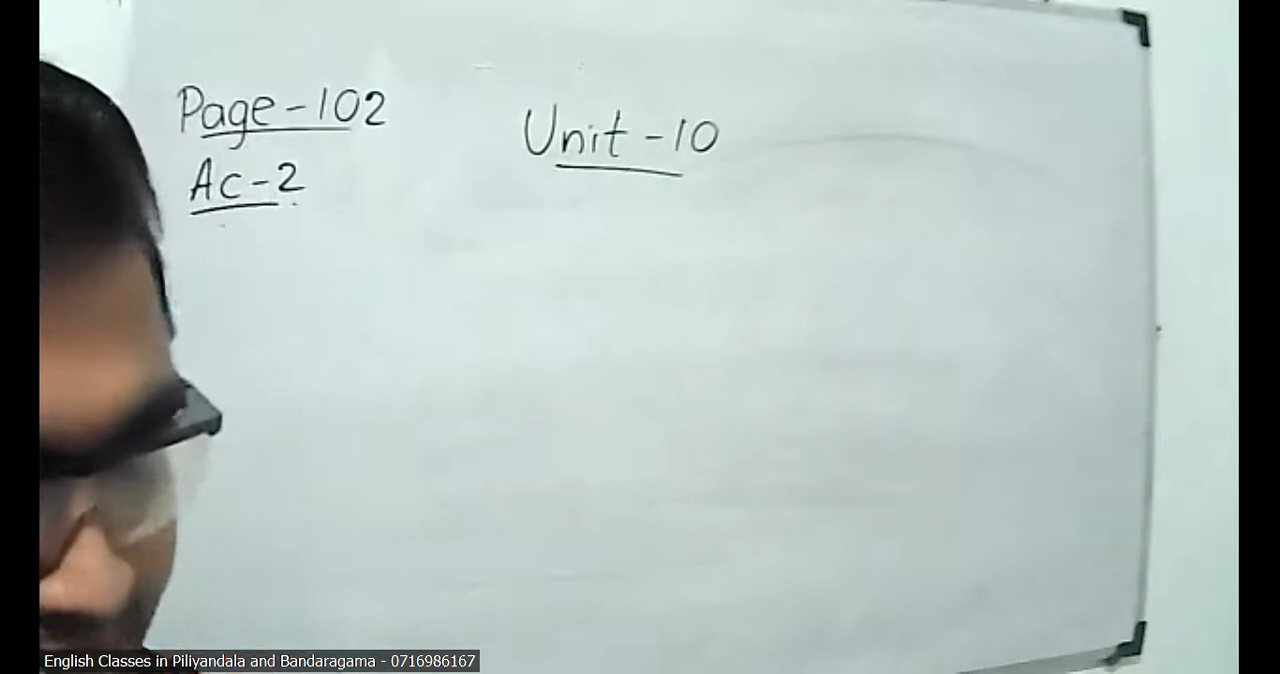 Page-102
Unit-10
Ac-2
English Classes in Piliyandala and Bandaragama - 0716986167